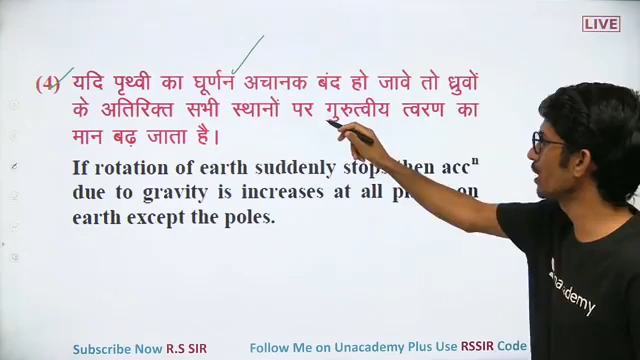 LIVE
(4) यदि पृथ्वी का घूर्णन अचानक बंद हो जावे तो ध्रुवों
के अतिरिक्त सभी स्थानों पर गुरुत्वीय त्वरण का
मान बढ़ जाता है।
If rotation of earth suddenly stops then accⁿ
due to gravity is increases at all on
earth except the poles.
academy
Subscribe Now R.S SIR
Follow Me on Unacademy Plus Use RSSIR Code